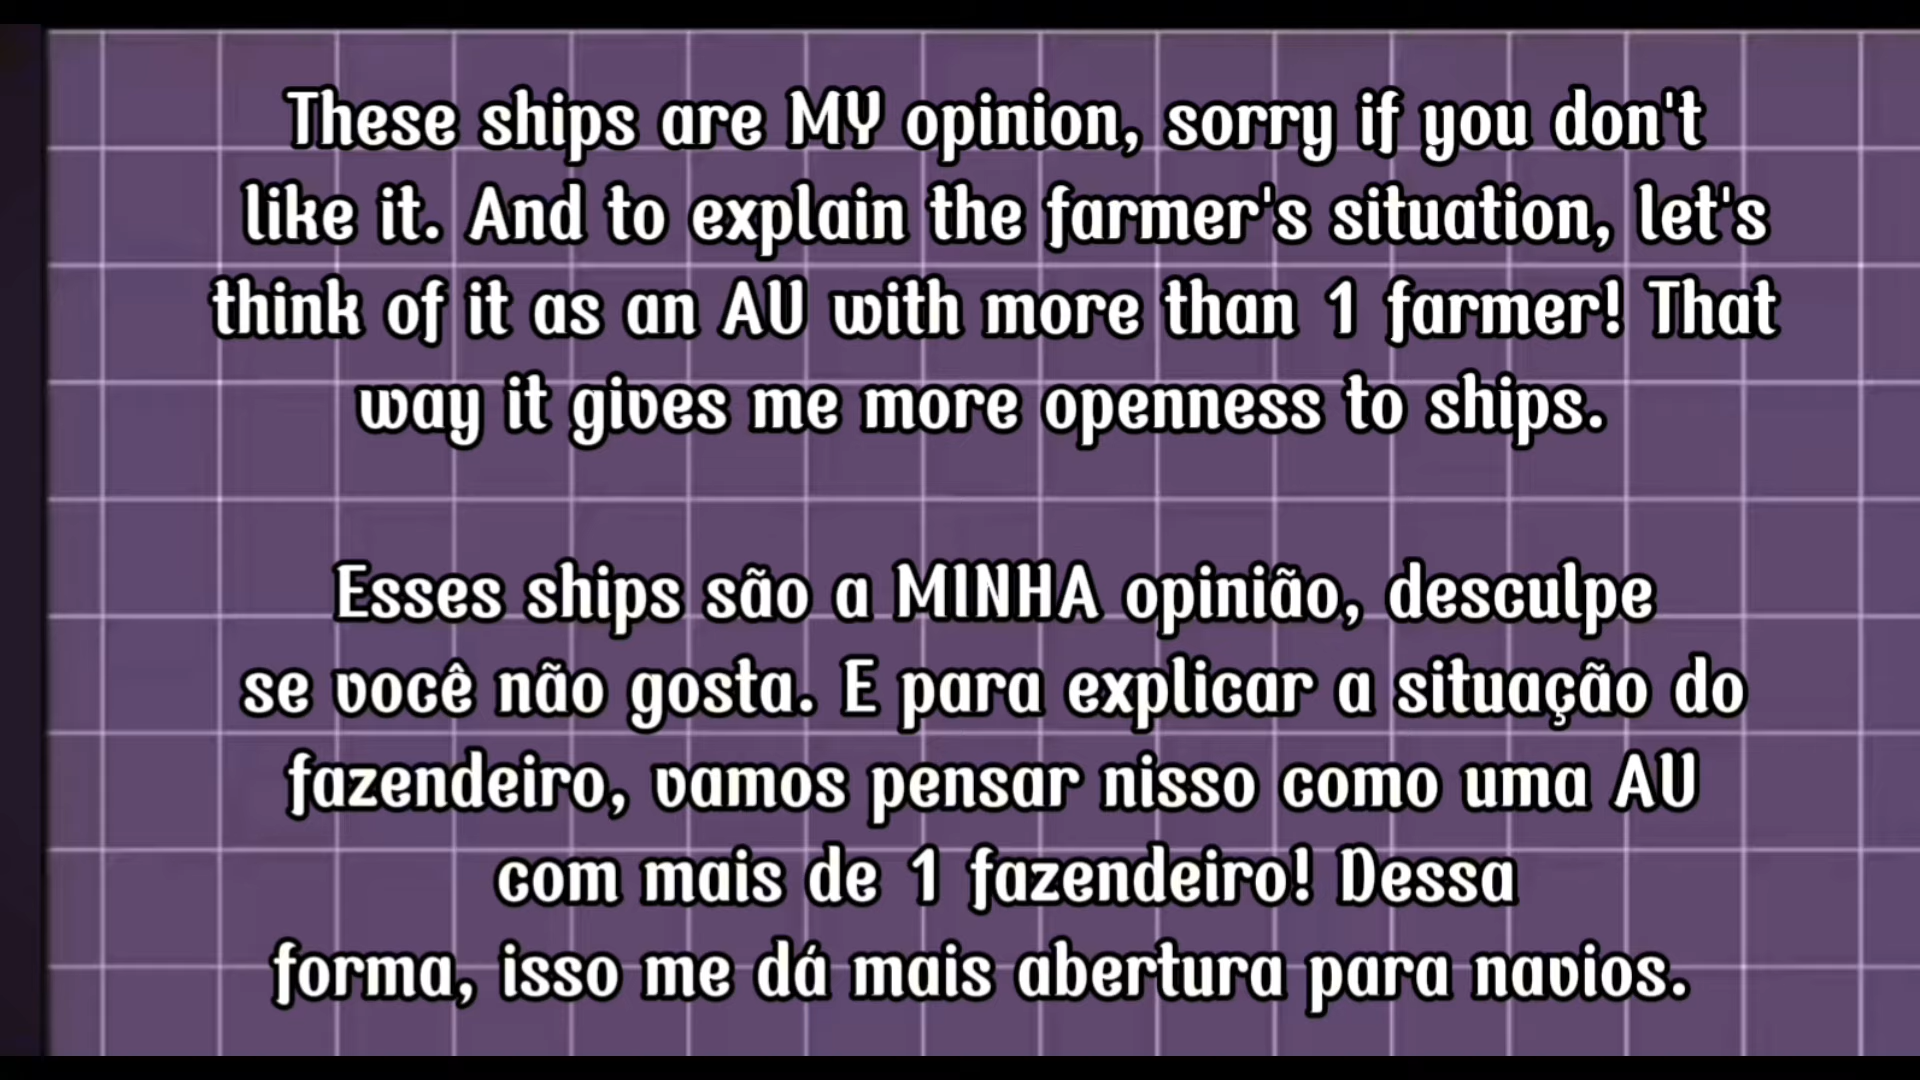 These ships are MY opinion, sorry if you don't
like it. And to explain the farmer's situation, let's
think of it as an AU with more than 1 farmer! That
way it gives me more openness to ships.
Esses ships são a MINHA opinião, desculpe
se você não gosta. E para explicar a situação do
fazendeiro, vamos pensar nisso como uma AU
com mais de 1 fazendeiro! Dessa
forma, isso me dá mais abertura para navios.